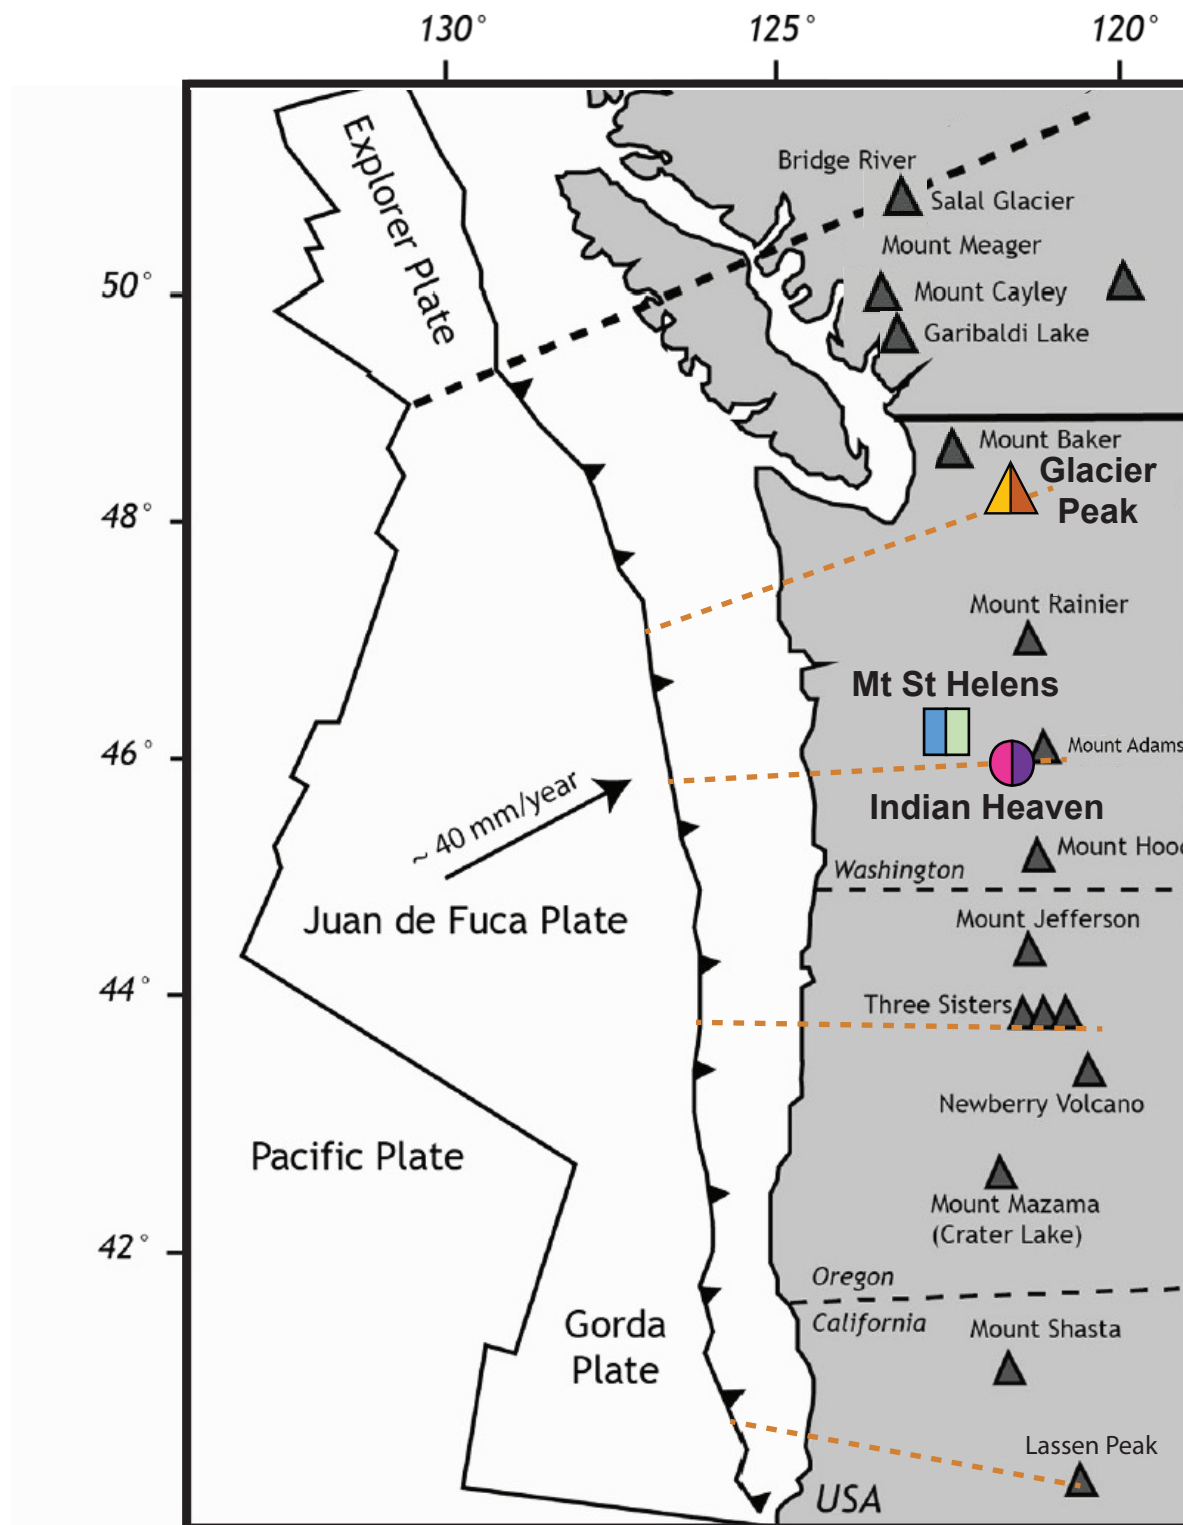 130°
125°
120°
Explorer Plate
Bridge River
Salal Glacier
Mount Meager
50°
Mount Cayley
Garibaldi Lake
Mount Baker
Glacier
Peak
48°
Mount Rainier
Mt St Helens
46°
Mount Adams
~ 40 mm/year
Indian Heaven
Mount Hood
Washington
Juan de Fuca Plate
Mount Jefferson
44°
Three Sisters
Newberry Volcano
Pacific Plate
Mount Mazama
(Crater Lake)
42°
Oregon
California
Gorda
Plate
Mount Shasta
Lassen Peak
USA